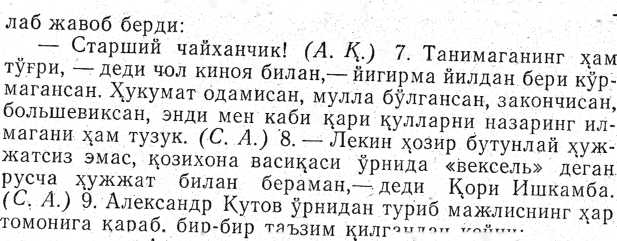 лаб жавоб берди:
— Старший чайханчик! (А. Қ.) 7. Танимаганинг ҳам
тўғри, — деди чол киноя билан,— йигирма йилдан бери кўр-
магансан. Ҳукумат одамисан, мулла бўлгансан, закончисан,
большевиксан, энди мен каби қари қулларни назаринг ил-
магани ҳам тузук. (С. А.) 8. — Лекин ҳозир бутунлай ҳуж-
жатсиз эмас, қозихона васиқаси ўрнида «вексель» деган
русча ҳужжат билан бераман,— деди Қори Ишкамба.
(С. А.) 9. Александр Кутов ўрнидан туриб мажлиснинг ҳар
томонига қараб, бир-бир таъзим